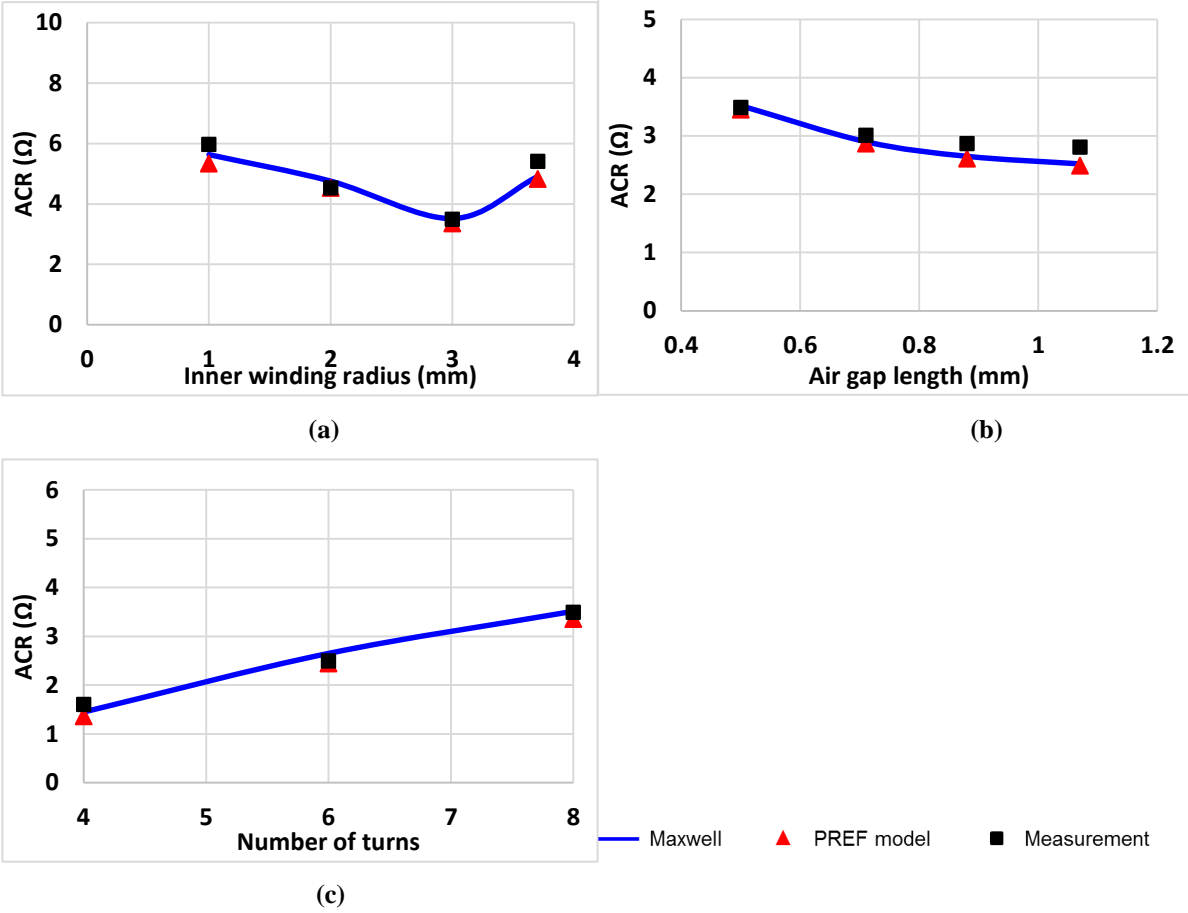 10
8
6
4
2
0
ACR (Ω)
0 1 2 3 4
Inner winding radius (mm)
(a)
5
4
3
2
1
0
ACR (Ω)
0.4 0.6 0.8 1 1.2
Air gap length (mm)
(b)
6
5
4
3
2
1
0
ACR (Ω)
4 5 6 7 8
Number of turns
(c)
Maxwell PREF model Measurement